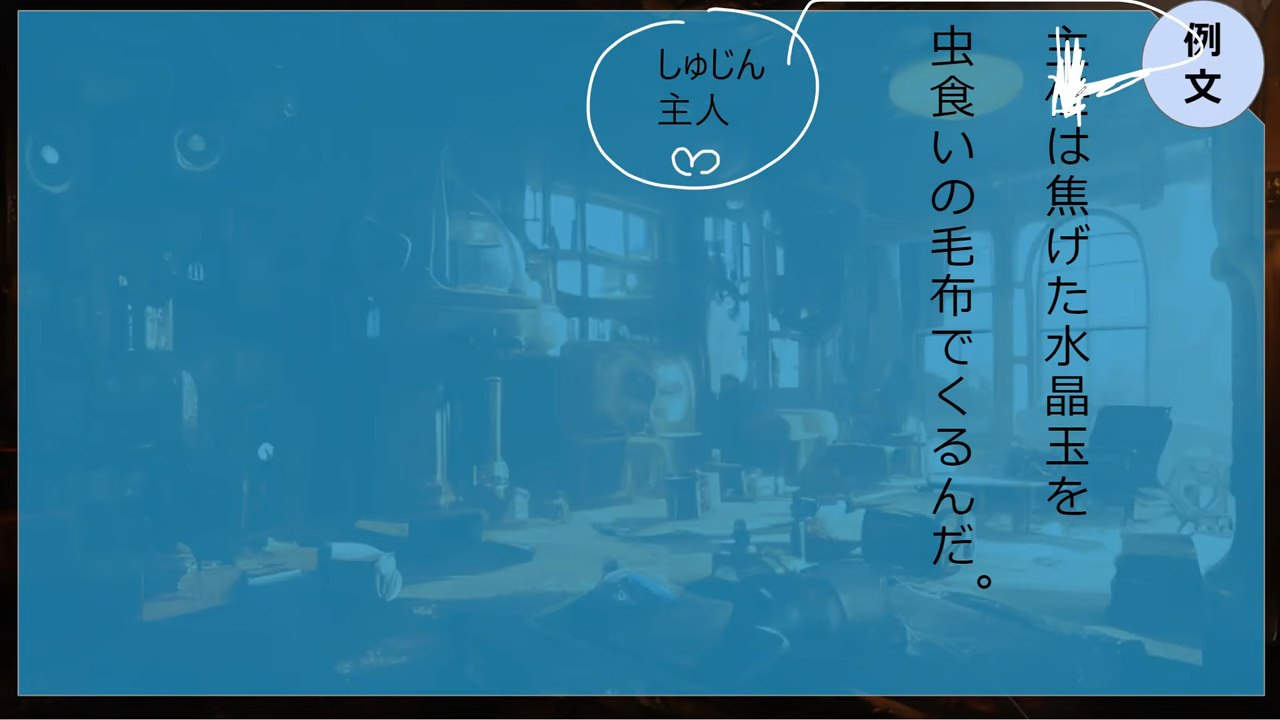 例文
は焦げた水晶玉を
虫食いの毛布でくるんだ。
しゅじん
主人